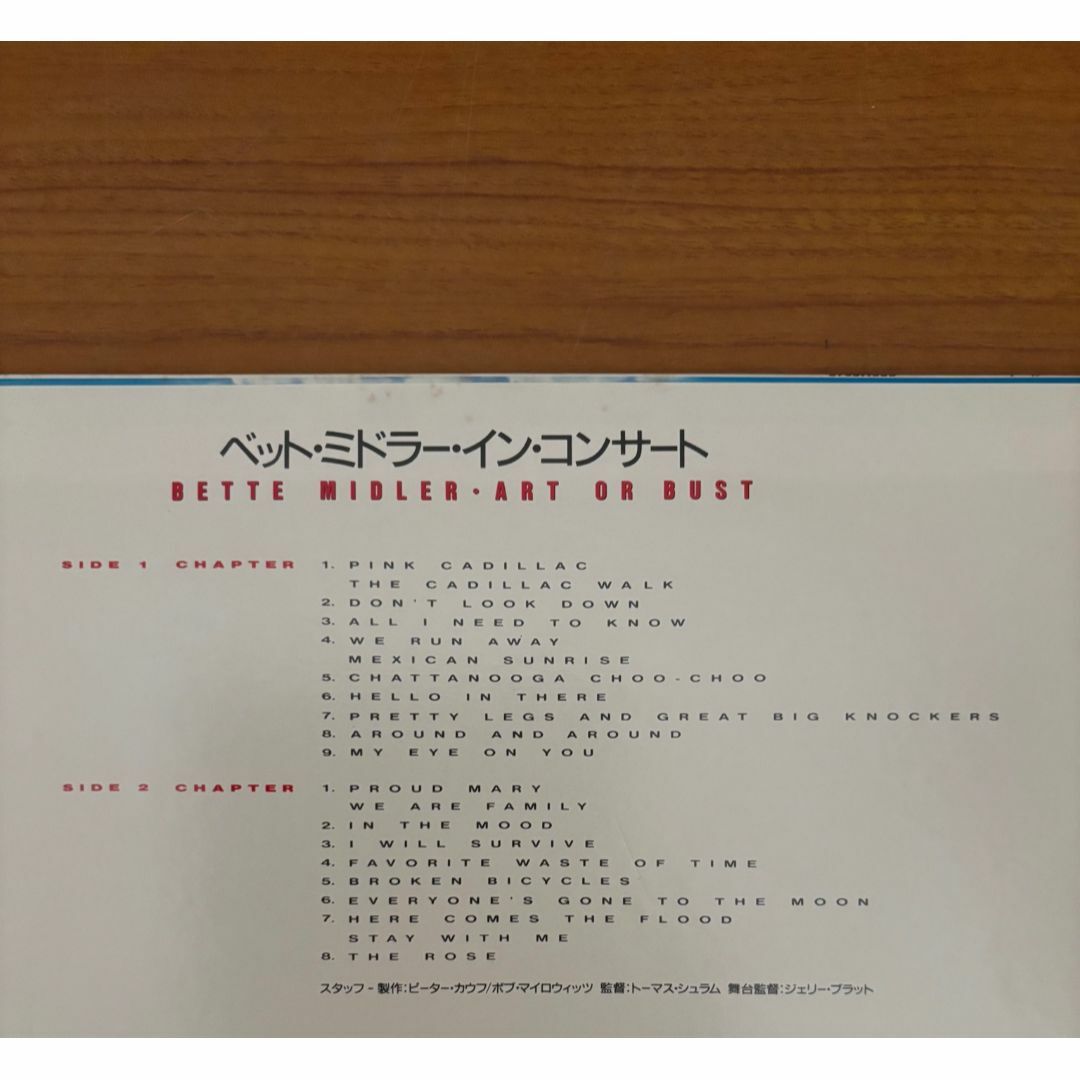 ベット・ミドラー・イン・コンサート
BETTE MIDLER・ART OR BUST
SIDE 1 CHAPTER 1. PINK CADILLAC
THE CADILLAC WALK
2. DON'T LOOK DOWN
3. ALL I NEED TO KNOW
4. WE RUN AWAY
MEXICAN SUNRISE
5. CHATTANOOGA CHOO-CHOO
6. HELLO IN THERE
7. PRETTY LEGS AND GREAT BIG KNOCKERS
8. AROUND AND AROUND
9. MY EYE ON YOU
SIDE 2 CHAPTER 1. PROUD MARY
WE ARE FAMILY
2. IN THE MOOD
3. I WILL SURVIVE
4. FAVORITE WASTE OF TIME
5. BROKEN BICYCLES
6. EVERYONE'S GONE TO THE MOON
7. HERE COMES THE FLOOD
STAY WITH ME
8. THE ROSE
スタッフ－製作:ピーター・カウフ/ボブ・マイロウィッツ 監督:トーマス・シュラム 舞台監督:ジェリー・ブラット